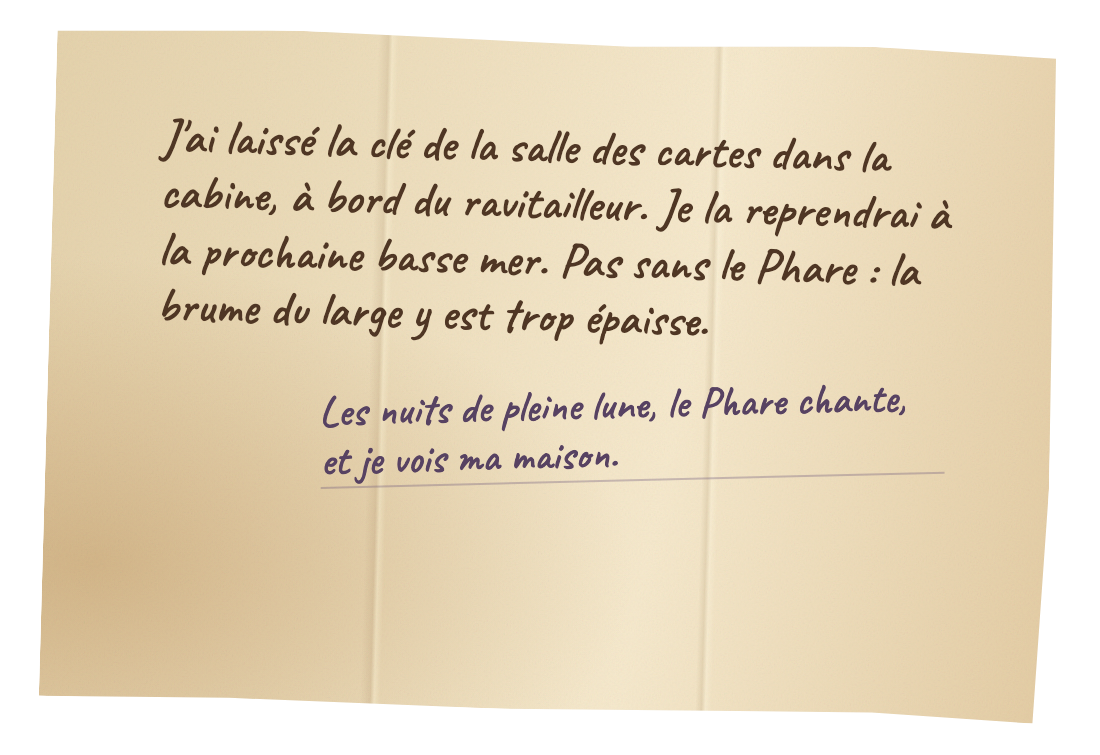 J'ai laissé la clé de la salle des cartes dans la
cabine, à bord du ravitailleur. Je la reprendrai à
la prochaine basse mer. Pas sans le Phare : la
brume du large y est trop épaisse.
Les nuits de pleine lune, le Phare chante,
et je vois ma maison.